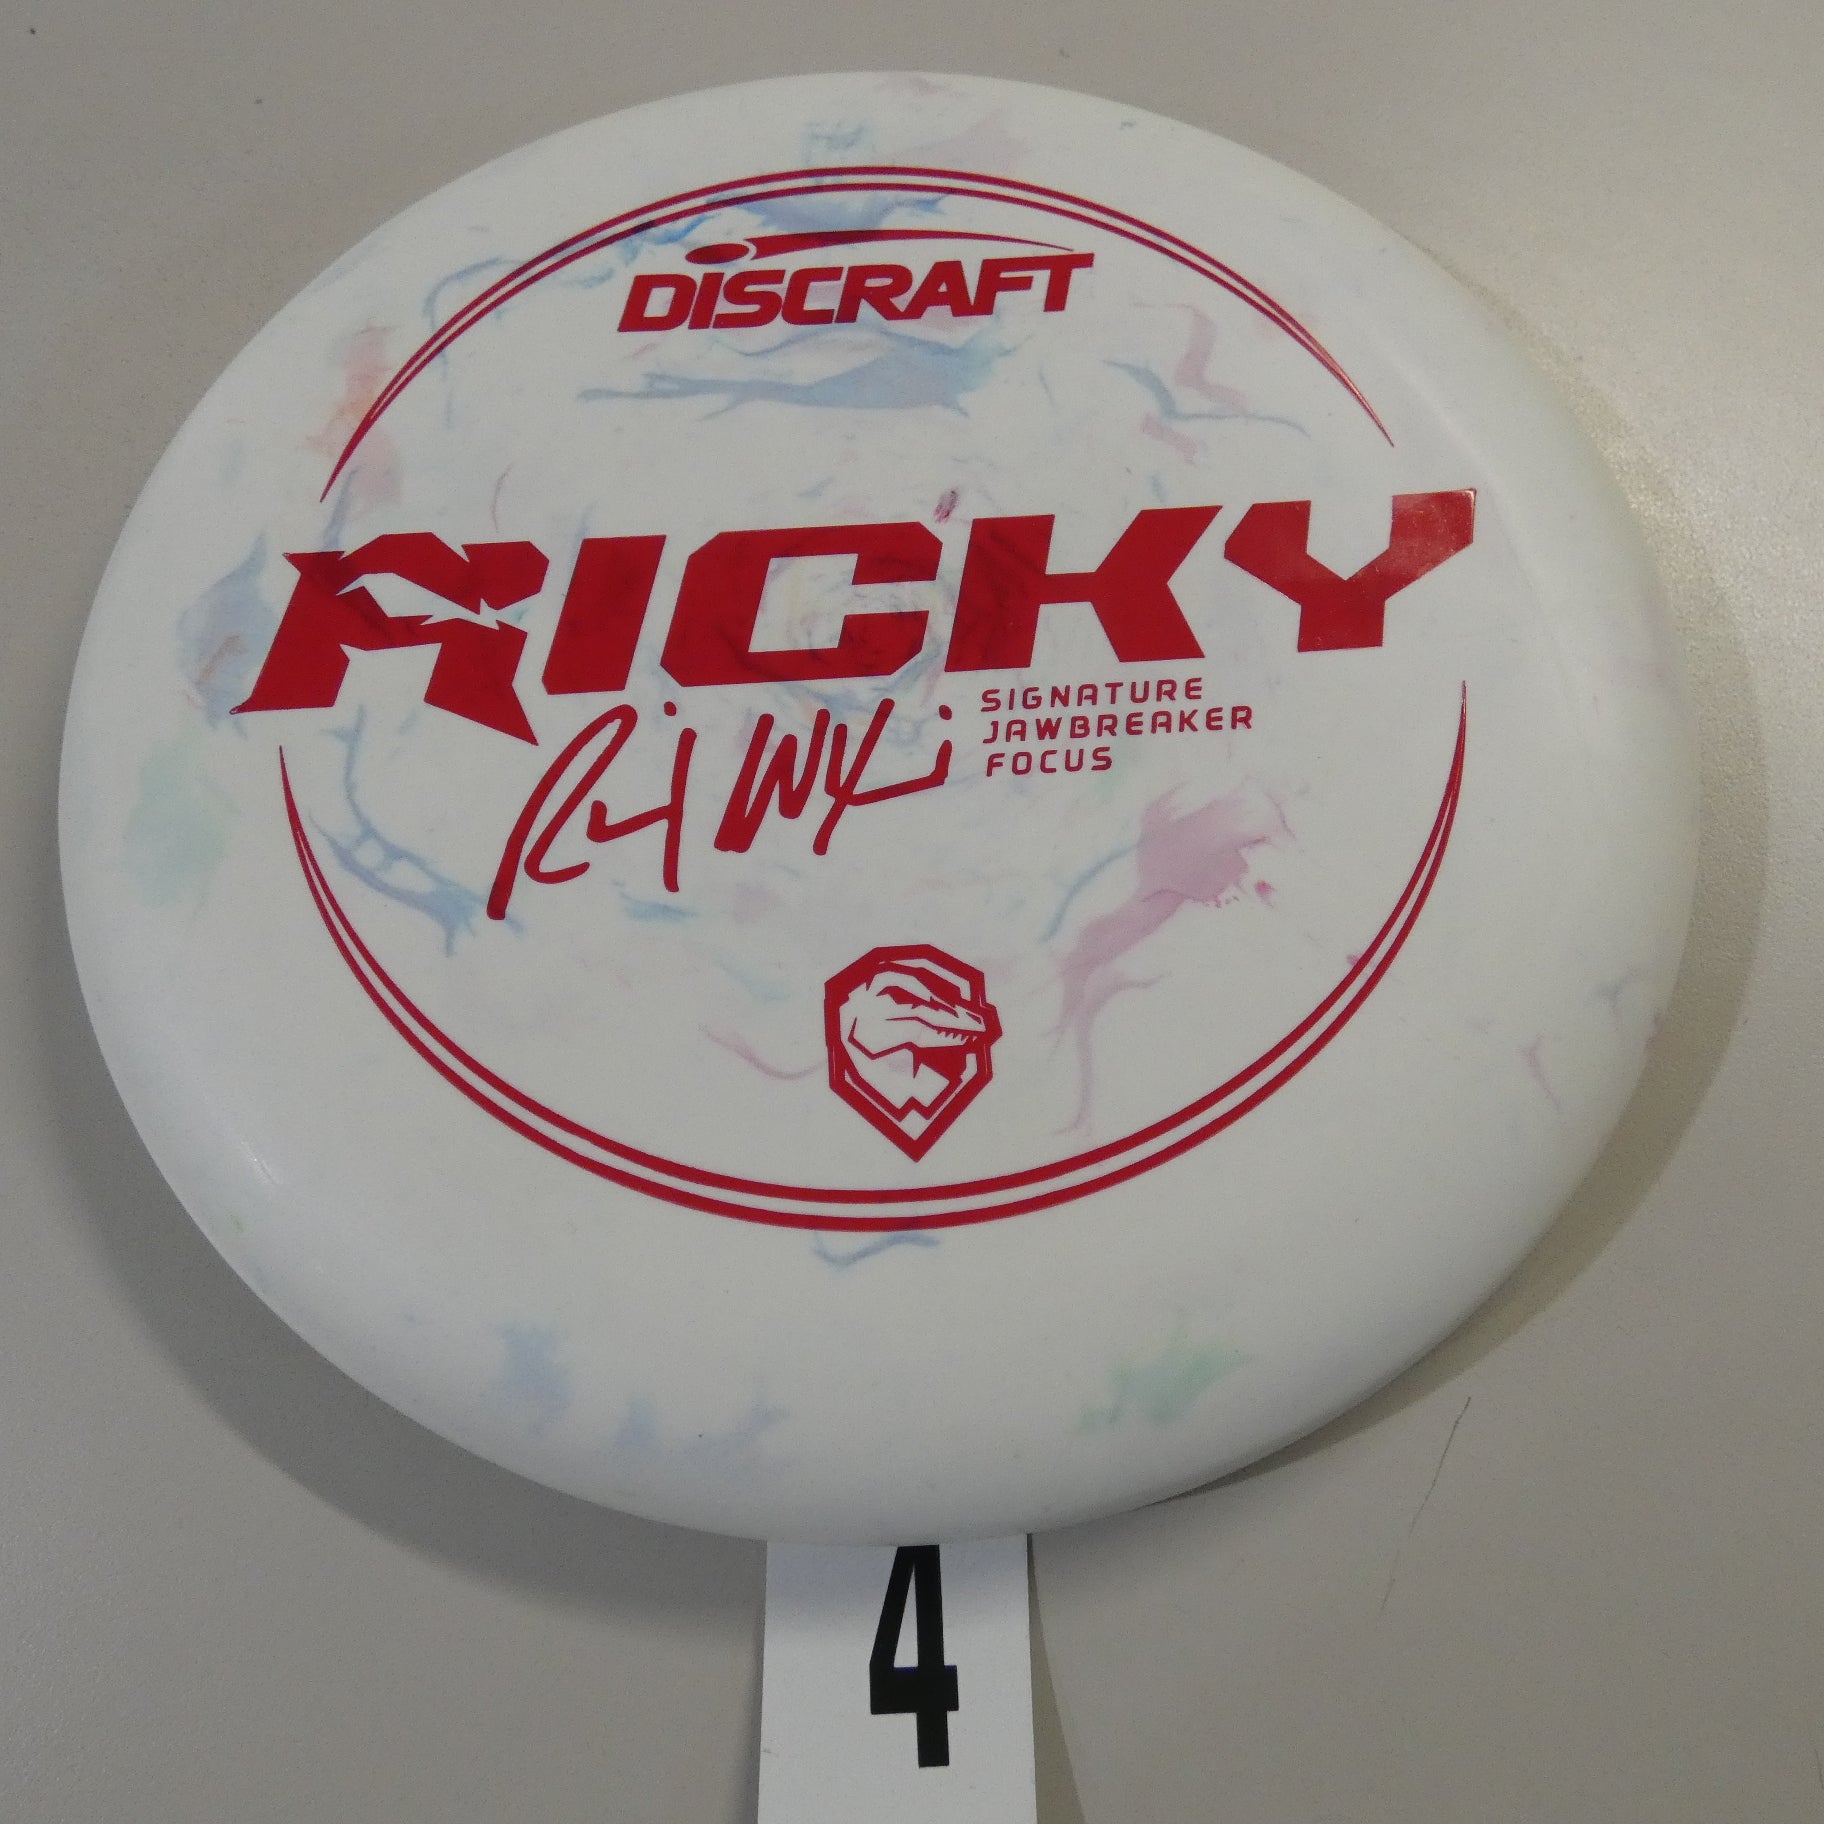 DISCRAFT
RICKY
SIGNATURE
JAWBREAKER
FOCUS
4